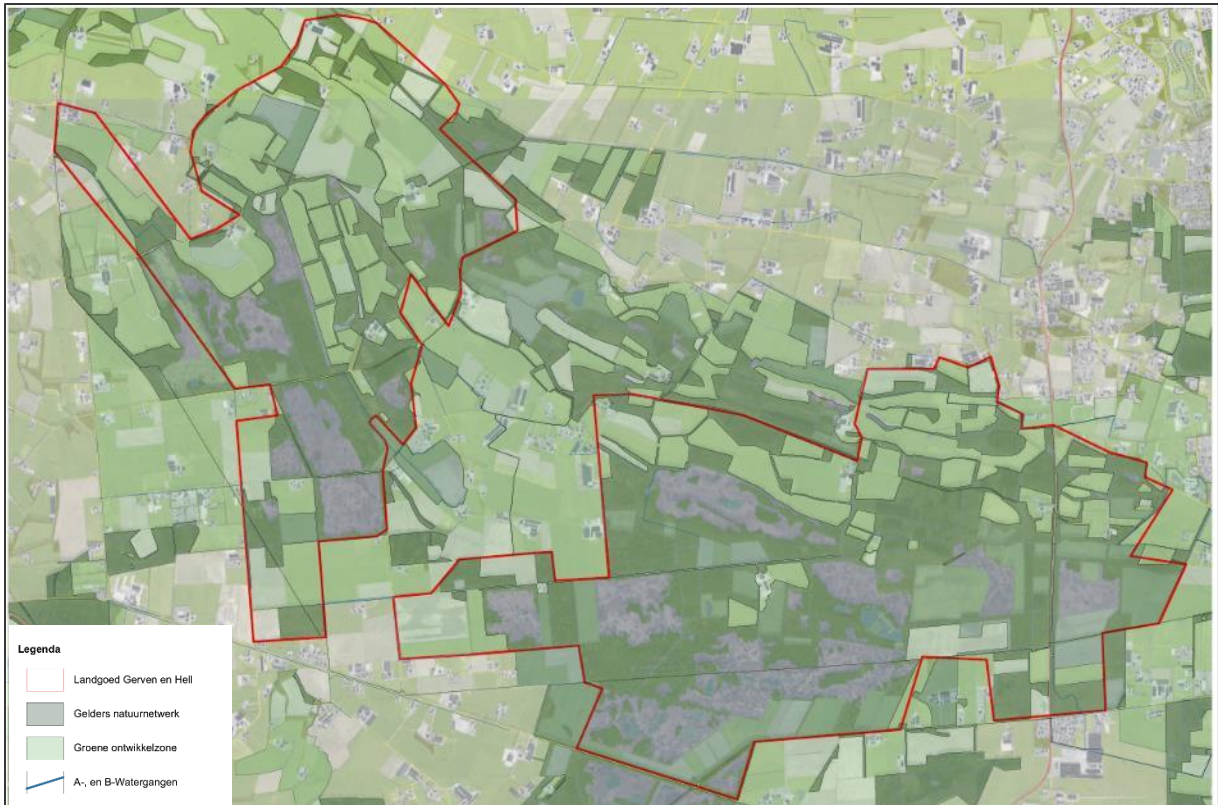 Legenda
Landgoed Gerven en Hell
Gelders natuurnetwerk
Groene ontwikkelzone
A-, en B-Watergangen